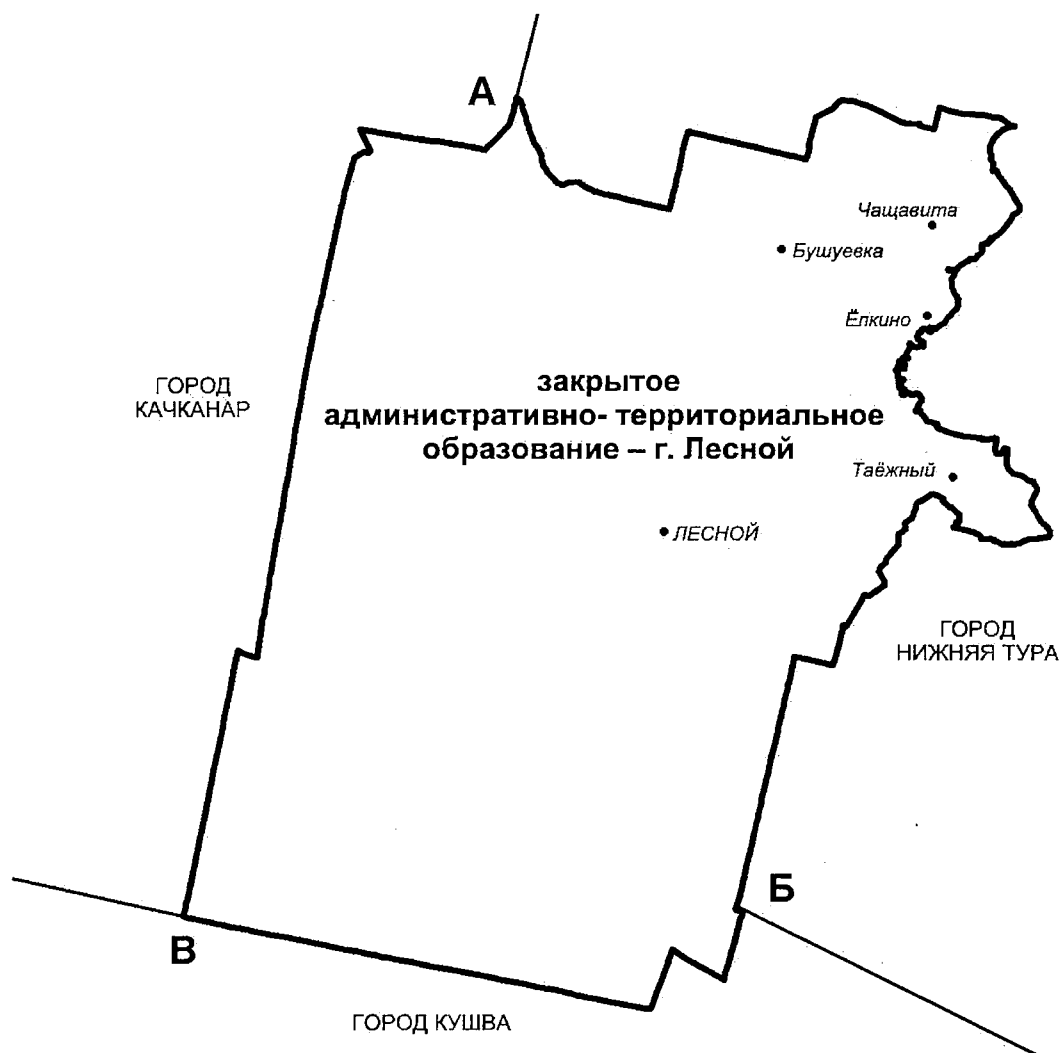 А
Чащавита
Бушуевка
Ёлкино
ГОРОД
КАЧКАНАР
закрытое
административно- территориальное
образование – г. Лесной
Таёжный
ЛЕСНОЙ
ГОРОД
НИЖНЯЯ ТУРА
Б
В
ГОРОД КУШВА